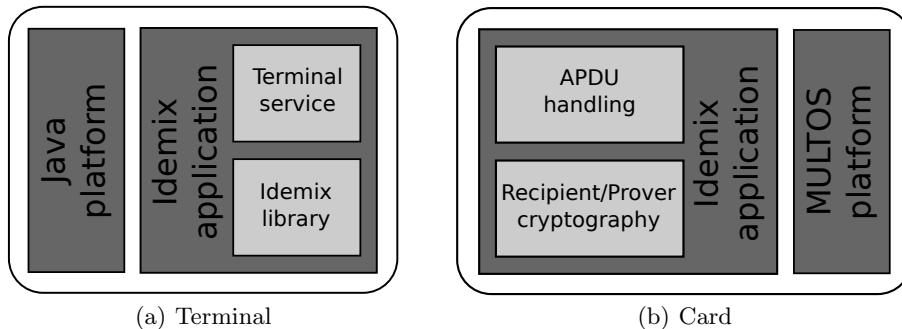 Java
platform
Idemix
application
Terminal
service
Idemix
library
APDU
handling
Recipient/Prover
cryptography
Idemix
application
MULTOS
platform
(a) Terminal
(b) Card